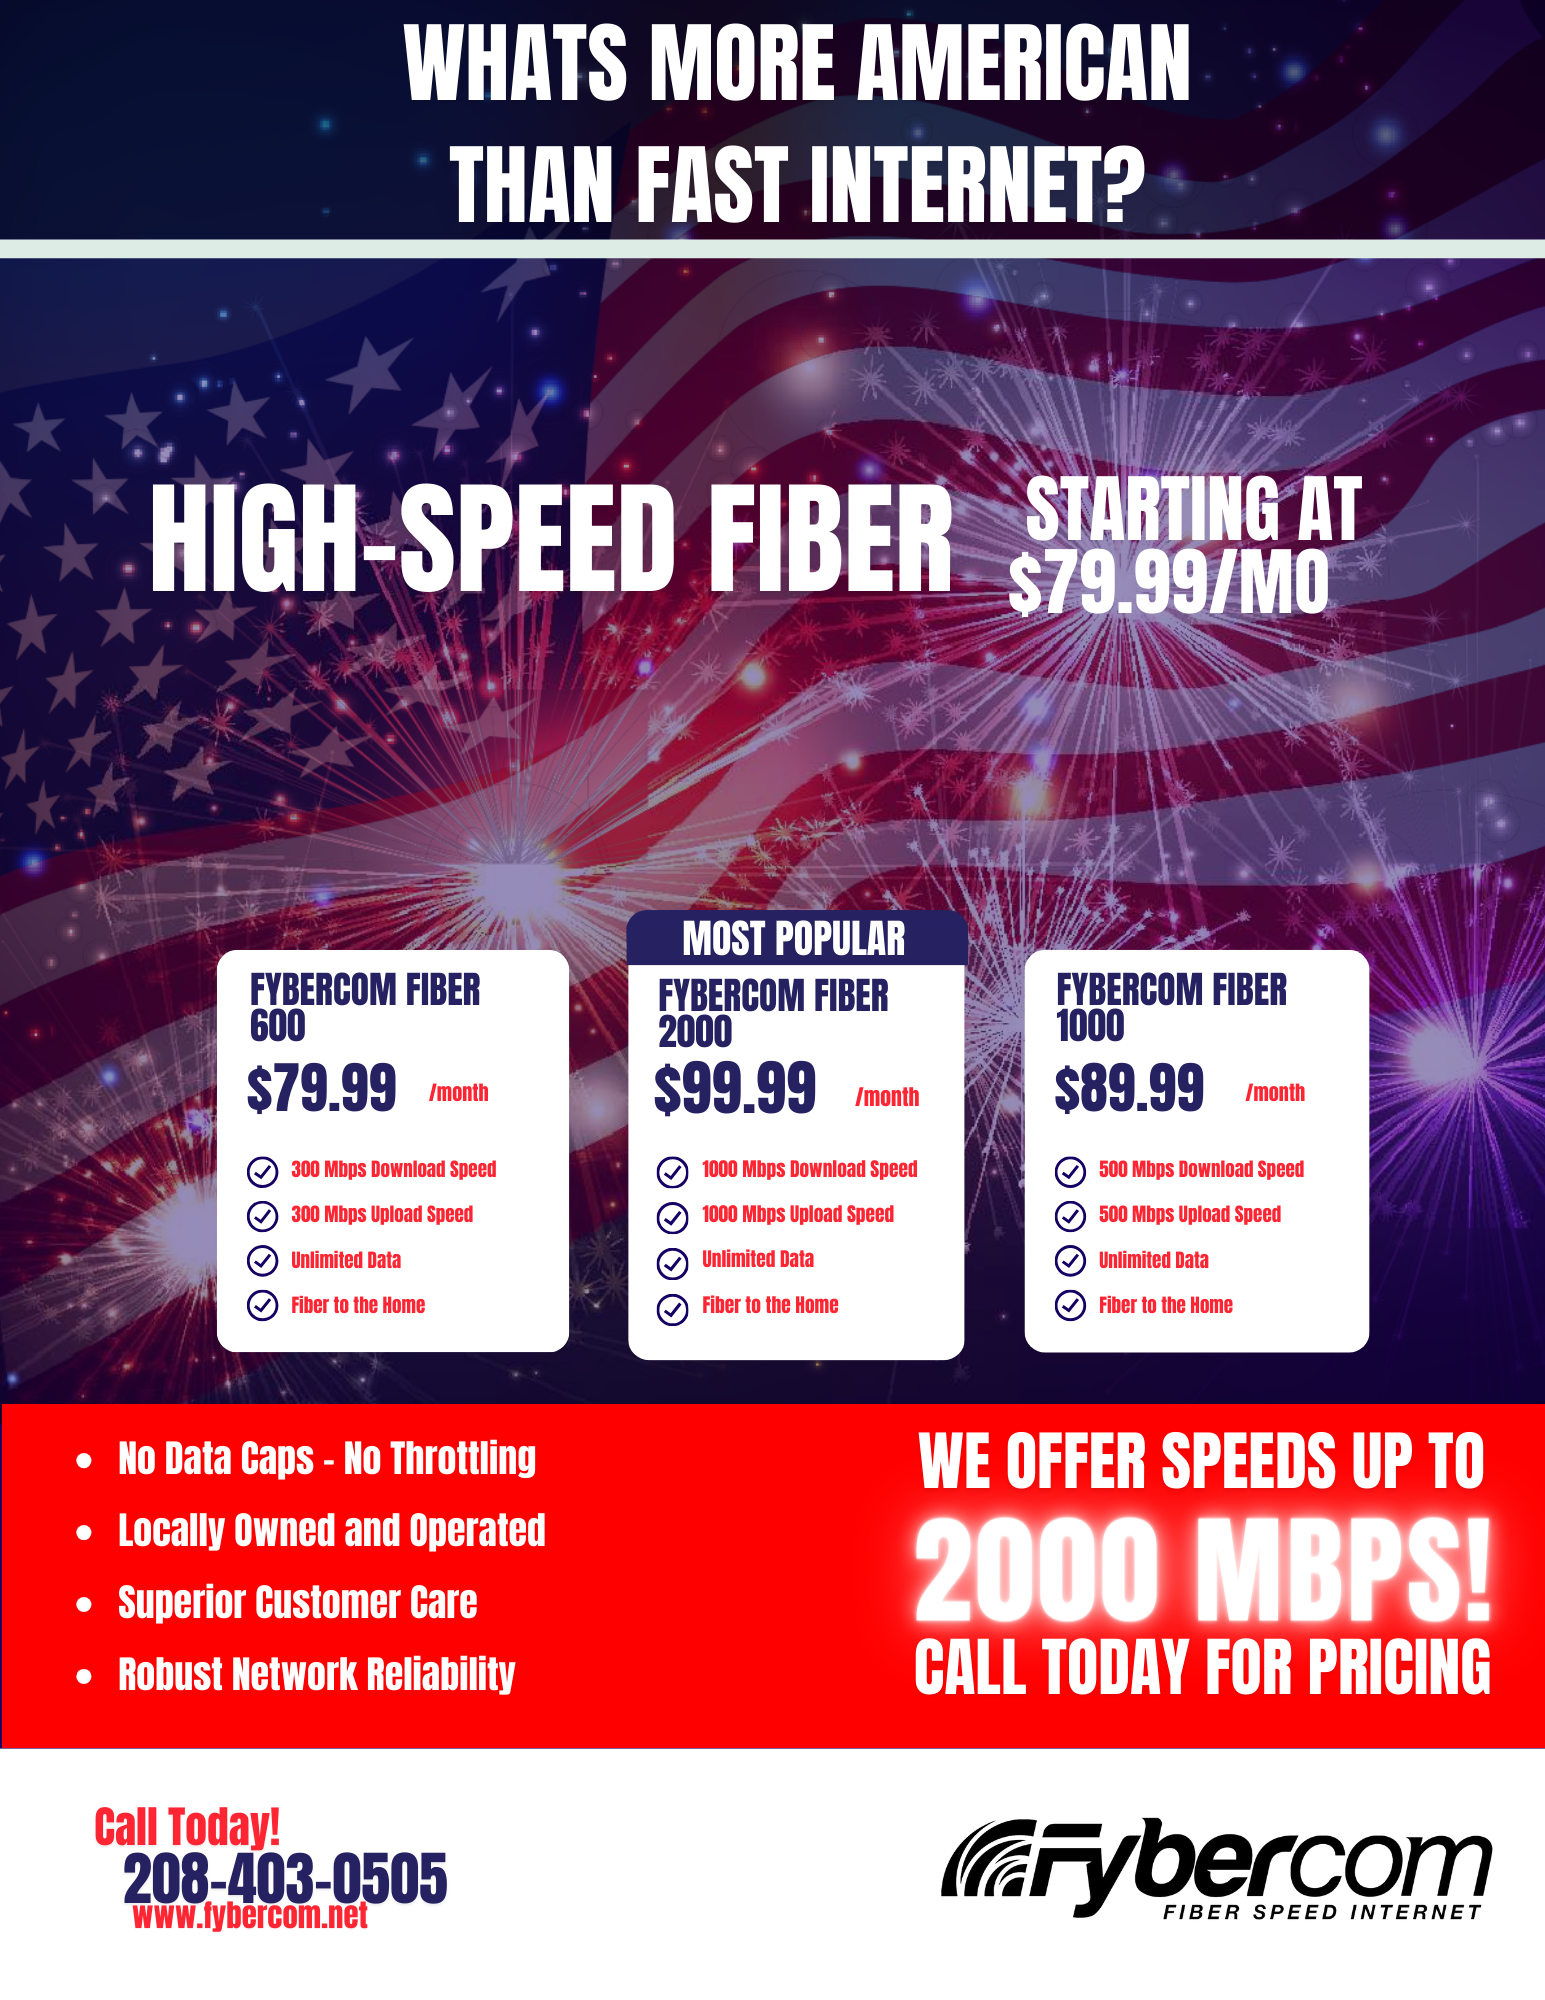 WHATS MORE AMERICAN
THAN FAST INTERNET?
HIGH-SPEED FIBER
STARTING AT
$79.99/MO
FYBERCOM FIBER
600
$79.99 /month
300 Mbps Download Speed
300 Mbps Upload Speed
Unlimited Data
Fiber to the Home
MOST POPULAR
FYBERCOM FIBER
2000
$99.99 /month
1000 Mbps Download Speed
1000 Mbps Upload Speed
Unlimited Data
Fiber to the Home
FYBERCOM FIBER
1000
$89.99 /month
500 Mbps Download Speed
500 Mbps Upload Speed
Unlimited Data
Fiber to the Home
• No Data Caps - No Throttling
• Locally Owned and Operated
• Superior Customer Care
• Robust Network Reliability
WE OFFER SPEEDS UP TO
2000 MBPS!
CALL TODAY FOR PRICING
Call Today!
208-403-0505
www.fybercom.net
Fybercom
FIBER SPEED INTERNET